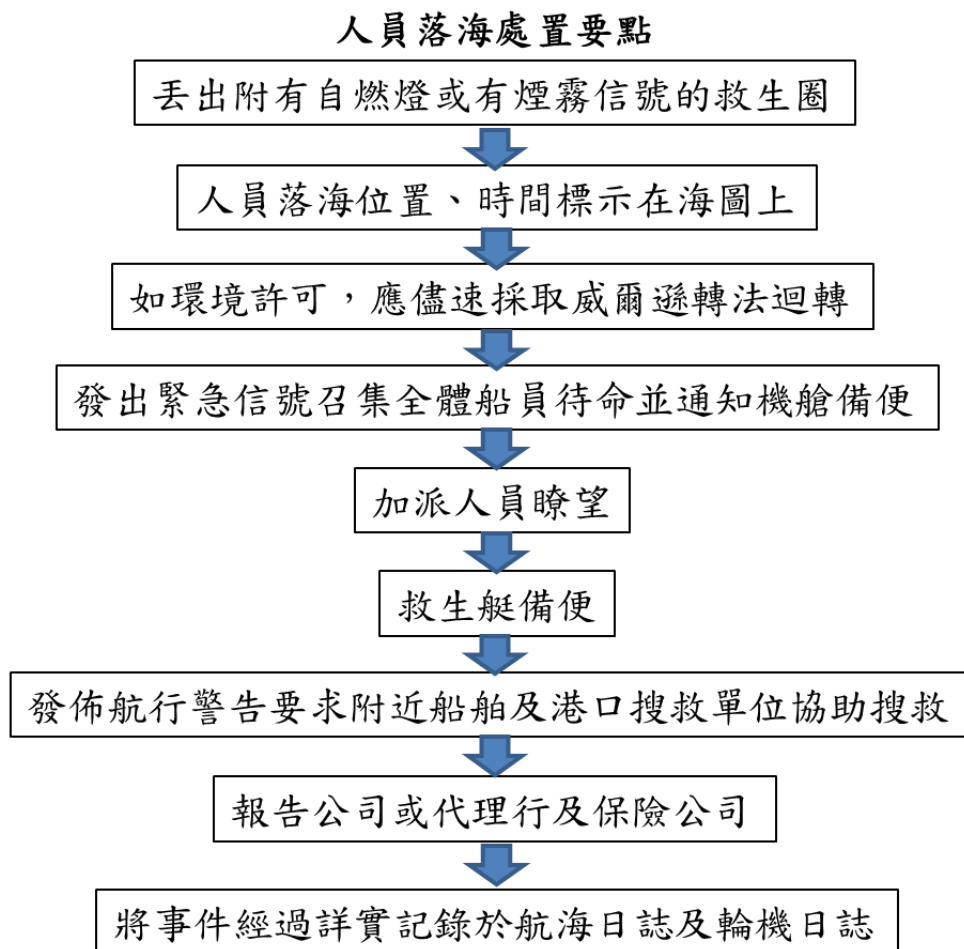 人員落海處置要點
丟出附有自燃燈或有煙霧信號的救生圈
人員落海位置、時間標示在海圖上
如環境許可，應儘速採取威爾遜轉法迴轉
發出緊急信號召集全體船員待命並通知機艙備便
加派人員瞭望
救生艇備便
發佈航行警告要求附近船舶及港口搜救單位協助搜救
報告公司或代理行及保險公司
將事件經過詳實記錄於航海日誌及輪機日誌